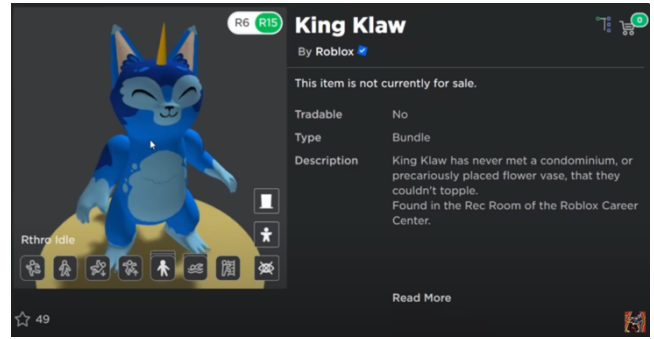 R6 R15
King Klaw
0
By Roblox
This item is not currently for sale.
Tradable No
Type Bundle
Description King Klaw has never met a condominium, or
precariously placed flower vase, that they
couldn't topple.
Found in the Rec Room of the Roblox Career
Center.
Rthro Idle
Read More
49